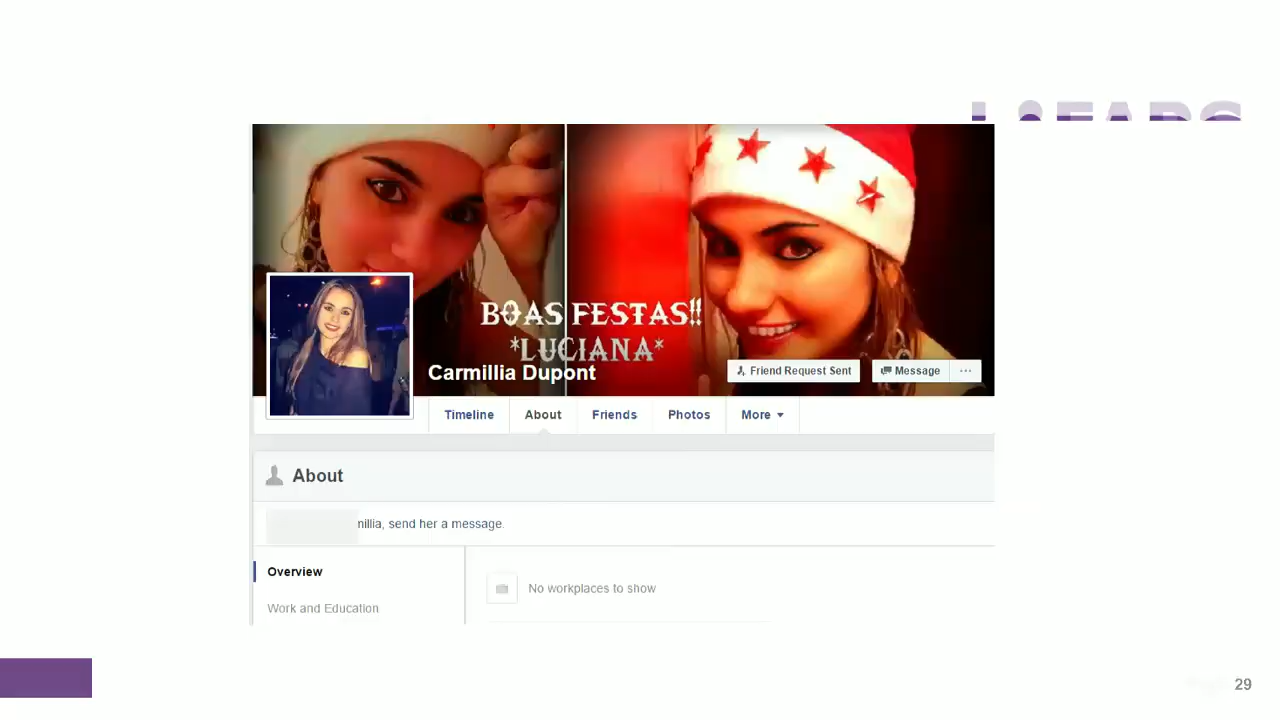 BOAS FESTAS!!
*LUCIANA*
Carmillia Dupont
Friend Request Sent
Message
Timeline
About
Friends
Photos
More
About
millia, send her a message.
Overview
No workplaces to show
Work and Education
29